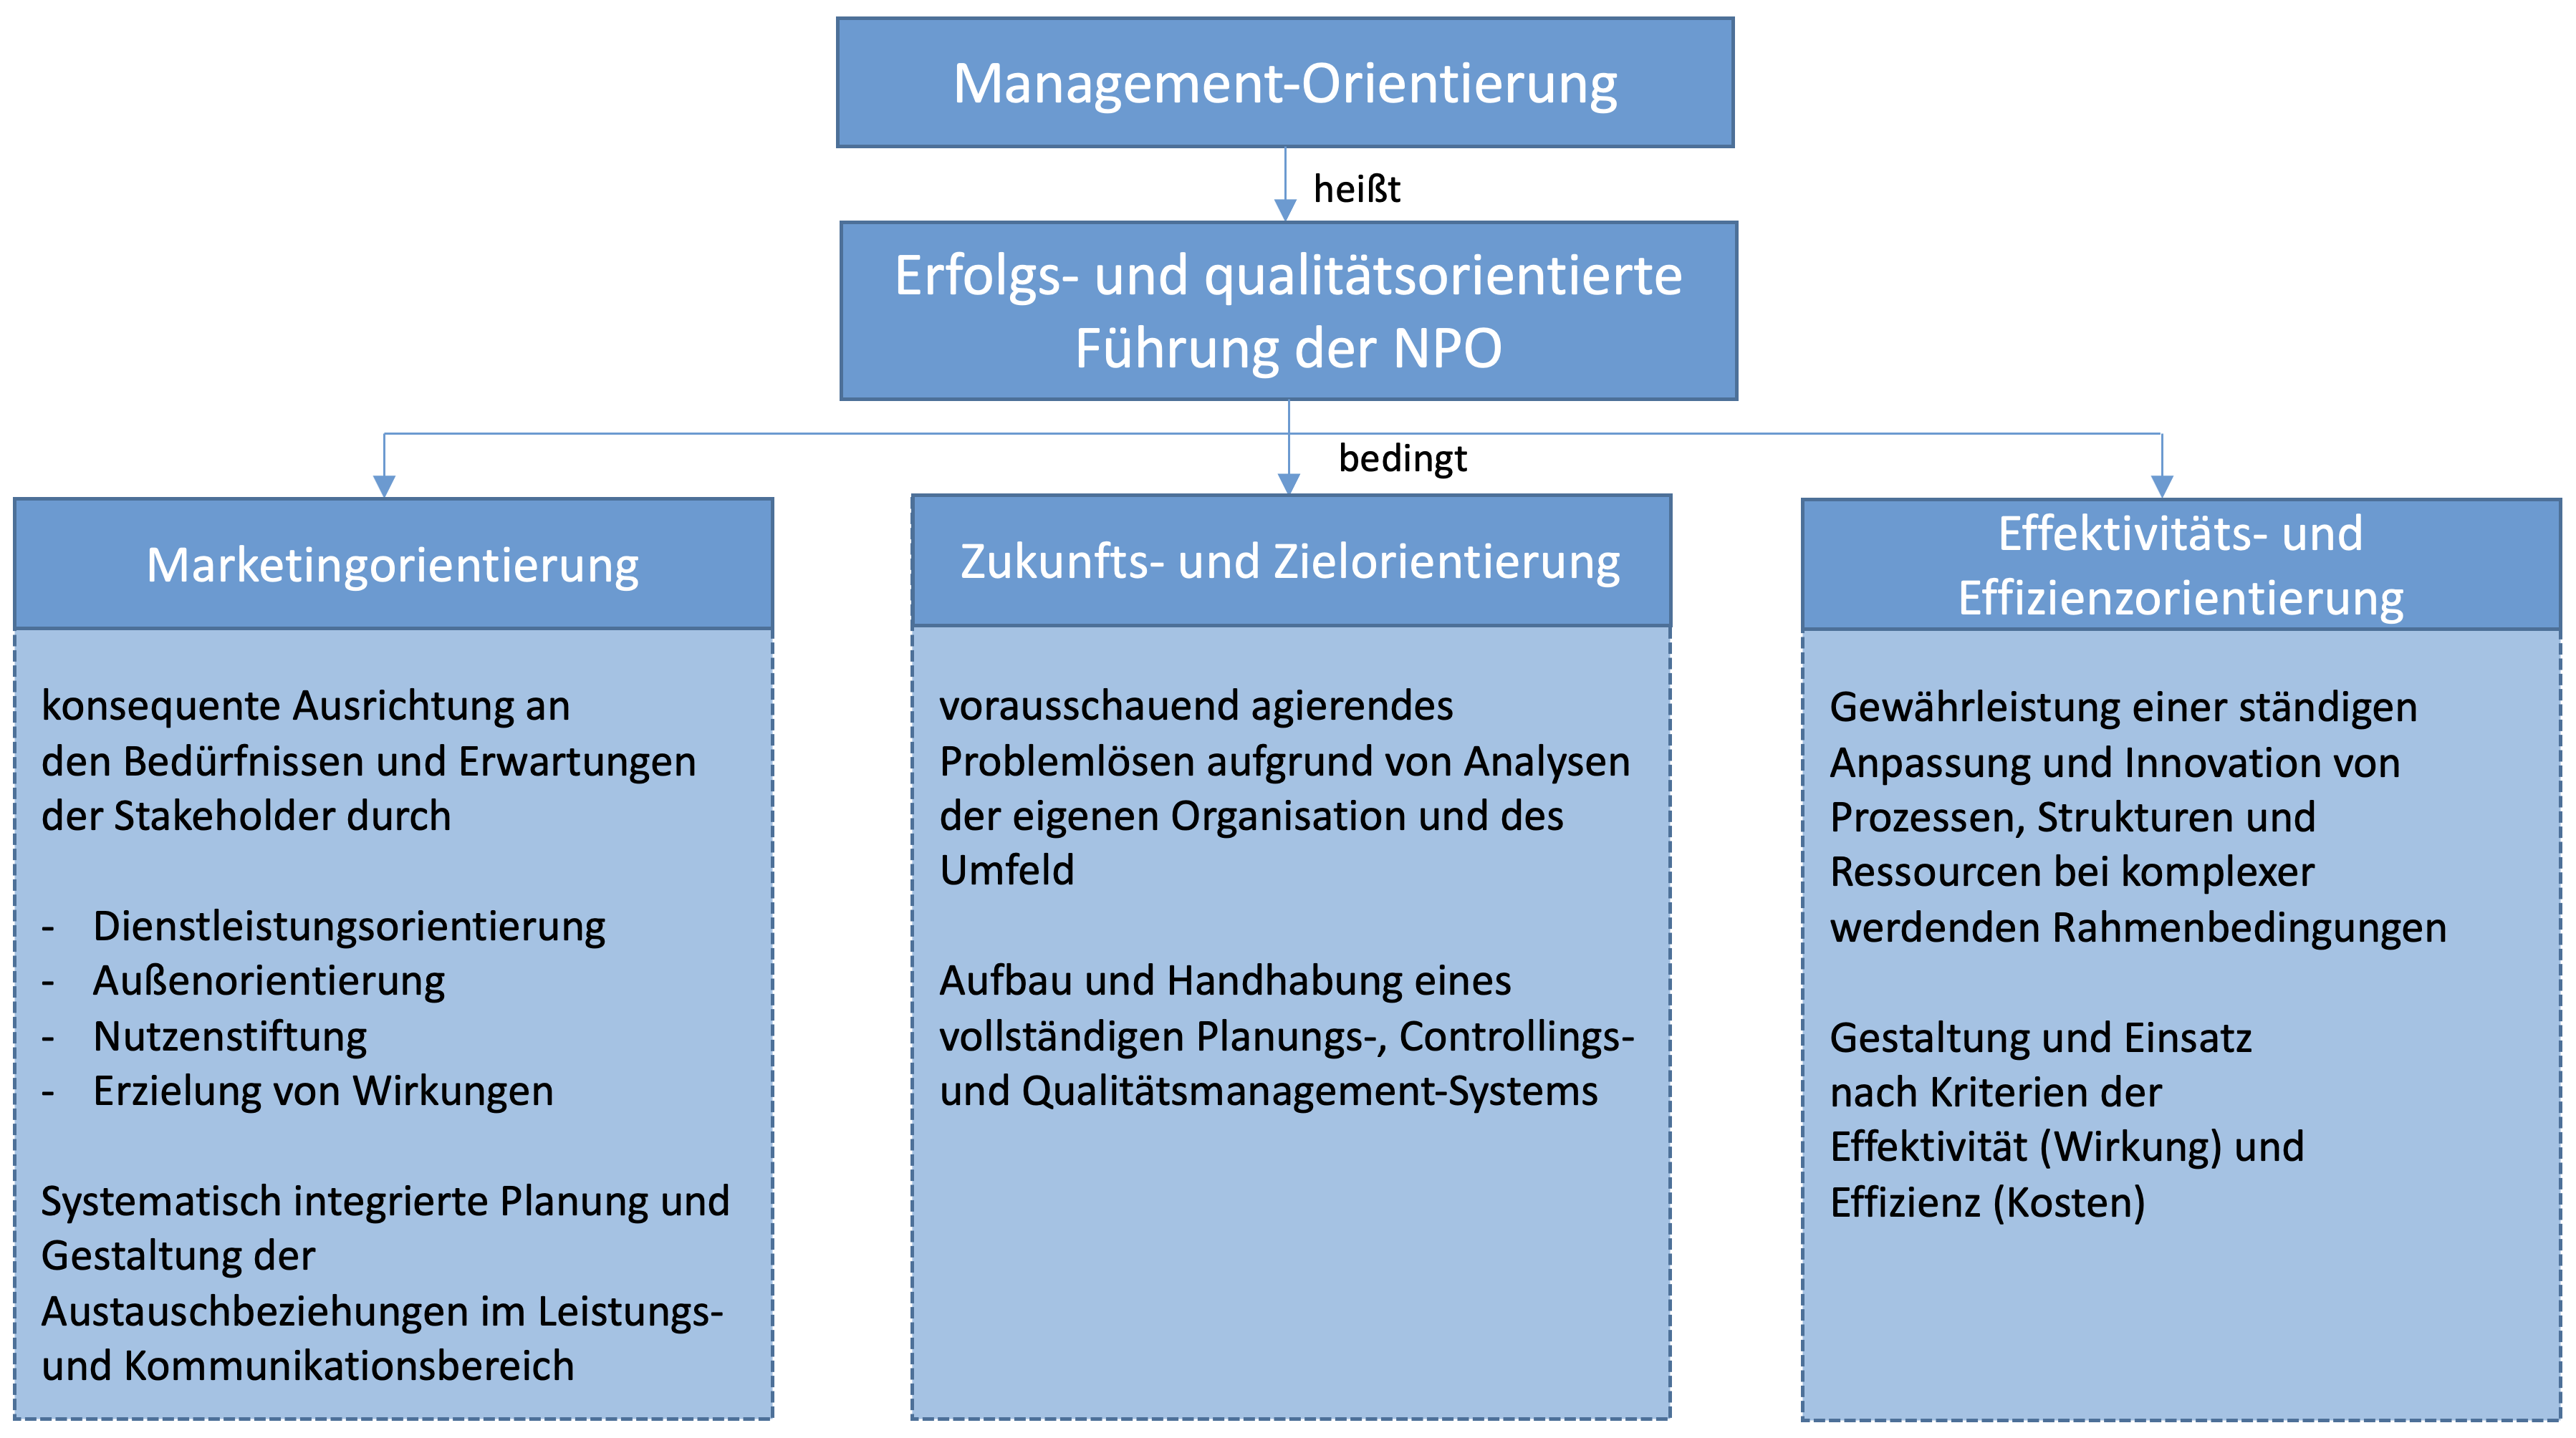 Management-Orientierung
heißt
Erfolgs- und qualitätsorientierte
Führung der NPO
bedingt
Marketingorientierung
konsequente Ausrichtung an
den Bedürfnissen und Erwartungen
der Stakeholder durch
- Dienstleistungsorientierung
- Außenorientierung
- Nutzenstiftung
- Erzielung von Wirkungen
Systematisch integrierte Planung und
Gestaltung der
Austauschbeziehungen im Leistungs-
und Kommunikationsbereich
Zukunfts- und Zielorientierung
vorausschauend agierendes
Problemlösen aufgrund von Analysen
der eigenen Organisation und des
Umfeld
Aufbau und Handhabung eines
vollständigen Planungs-, Controllings-
und Qualitätsmanagement-Systems
Effektivitäts- und
Effizienzorientierung
Gewährleistung einer ständigen
Anpassung und Innovation von
Prozessen, Strukturen und
Ressourcen bei komplexer
werdenden Rahmenbedingungen
Gestaltung und Einsatz
nach Kriterien der
Effektivität (Wirkung) und
Effizienz (Kosten)